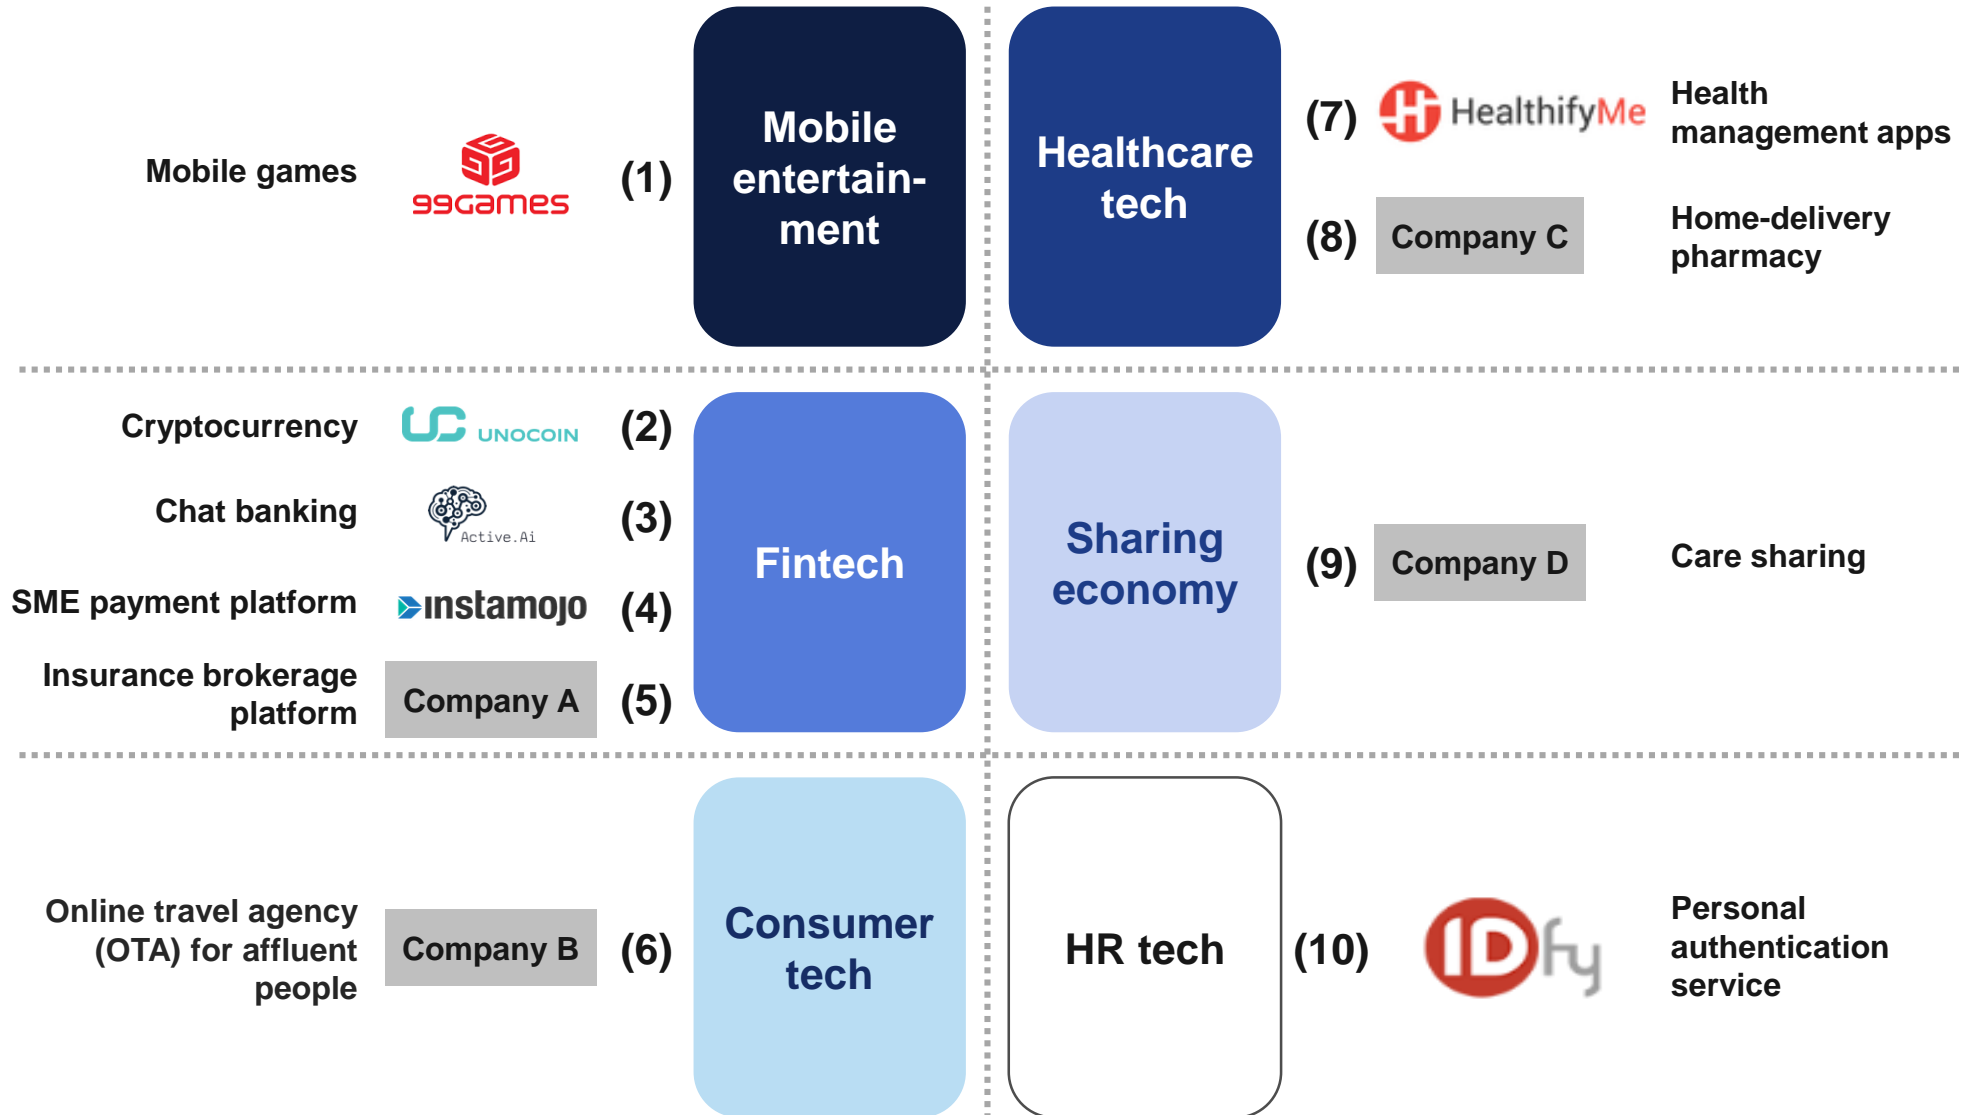 Mobile games
99games
(1)
Mobile
entertain-
ment
Healthcare
tech
(7)
HealthifyMe
Health
management apps
(8)
Company C
Home-delivery
pharmacy
Cryptocurrency
UC UNOCOIN
(2)
Chat banking
Active.Ai
(3)
SME payment platform
instamojo
(4)
Insurance brokerage
platform
Company A
(5)
Fintech
Sharing
economy
(9)
Company D
Care sharing
Online travel agency
(OTA) for affluent
people
Company B
(6)
Consumer
tech
HR tech
(10)
IDfy
Personal
authentication
service